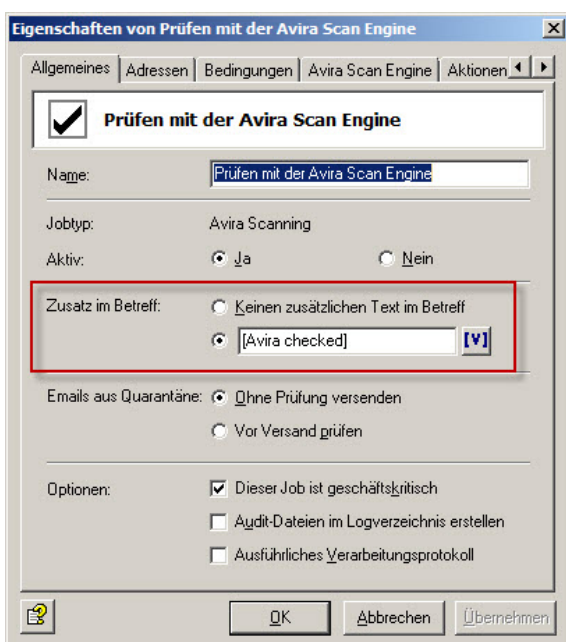 Eigenschaften von Prüfen mit der Avira Scan Engine
Allgemeines Adressen Bedingungen Avira Scan Engine Aktionen
Prüfen mit der Avira Scan Engine
Name: Prüfen mit der Avira Scan Engine
Jobtyp: Avira Scanning
Aktiv: Ja Nein
Zusatz im Betreff: Keinen zusätzlichen Text im Betreff
[Avira checked] [V]
Emails aus Quarantäne: Ohne Prüfung versenden
Vor Versand prüfen
Optionen: Dieser Job ist geschäftskritisch
Audit-Dateien im Logverzeichnis erstellen
Ausführliches Verarbeitungsprotokoll
OK Abbrechen Übernehmen